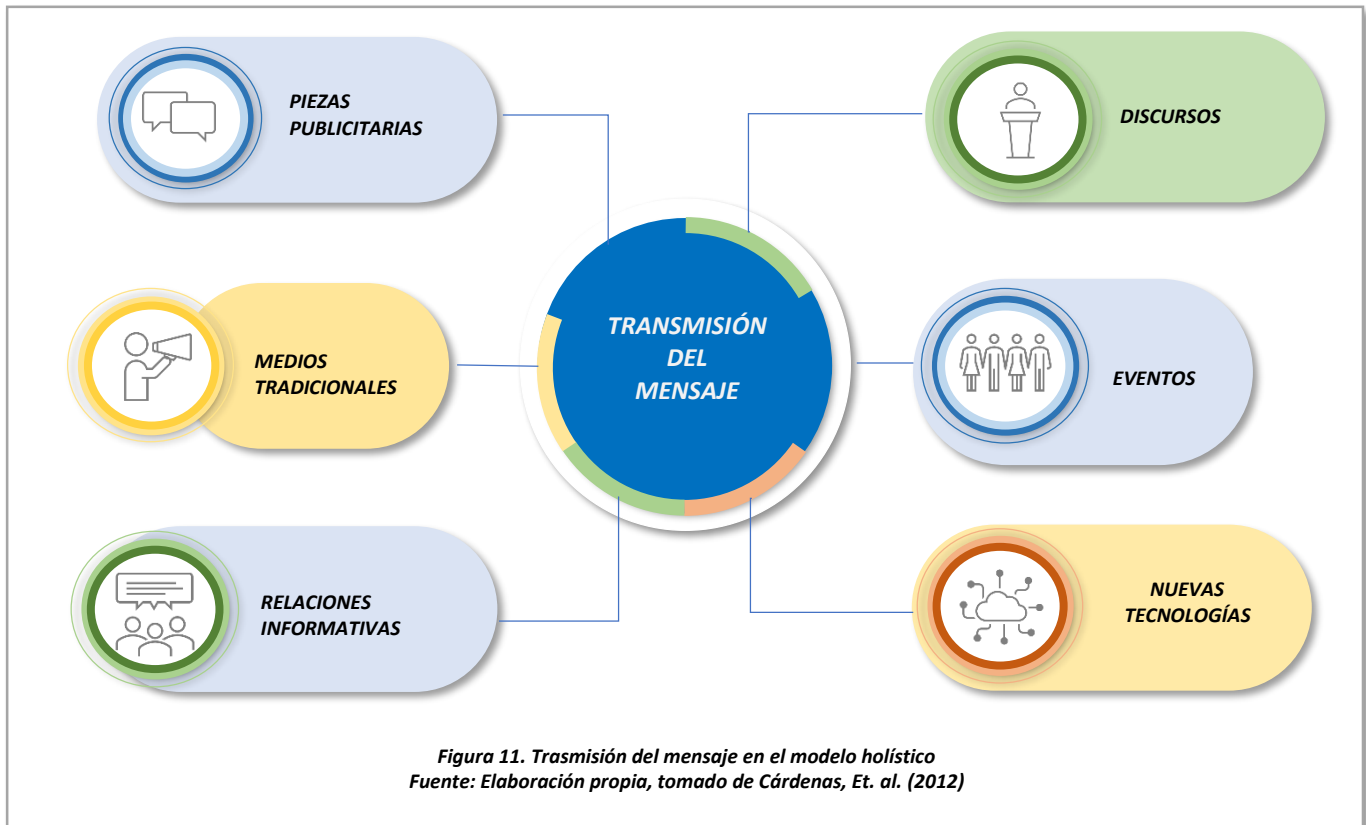 PIEZAS
PUBLICITARIAS
DISCURSOS
TRANSMISIÓN
DEL
MENSAJE
MEDIOS
TRADICIONALES
EVENTOS
RELACIONES
INFORMATIVAS
NUEVAS
TECNOLOGÍAS
Figura 11. Trasmisión del mensaje en el modelo holístico
Fuente: Elaboración propia, tomado de Cárdenas, Et. al. (2012)